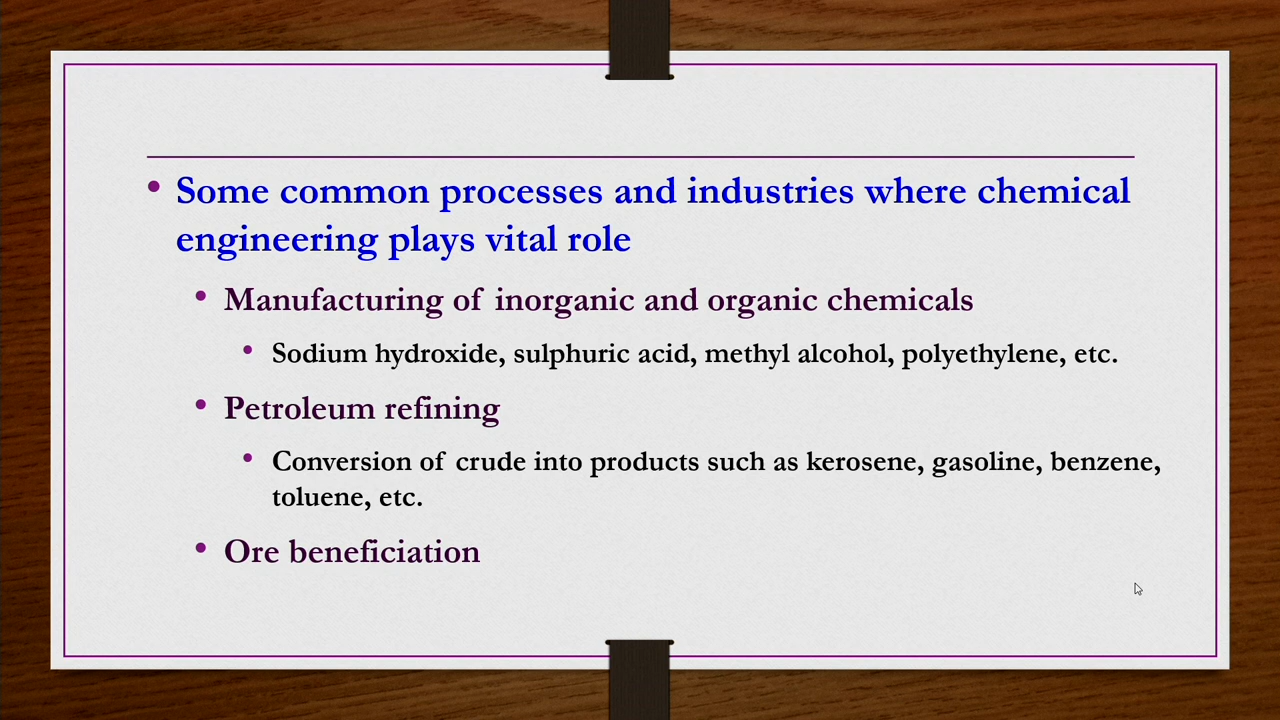 • Some common processes and industries where chemical
engineering plays vital role
• Manufacturing of inorganic and organic chemicals
• Sodium hydroxide, sulphuric acid, methyl alcohol, polyethylene, etc.
• Petroleum refining
• Conversion of crude into products such as kerosene, gasoline, benzene,
toluene, etc.
• Ore beneficiation